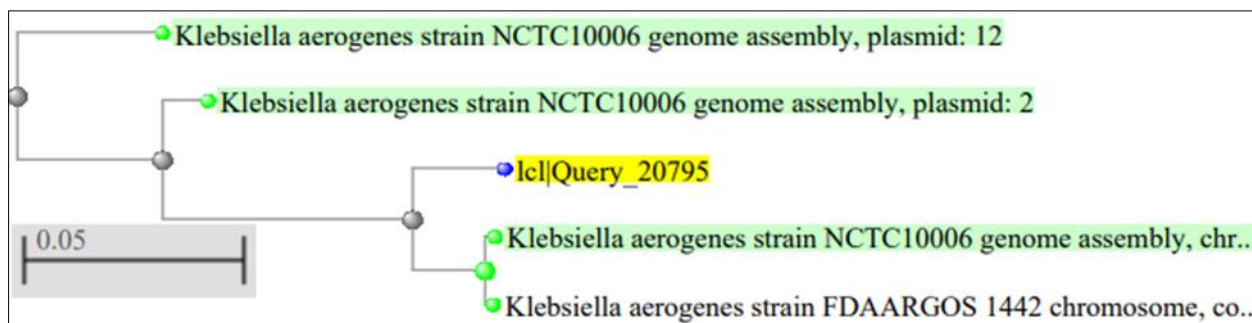 Klebsiella aerogenes strain NCTC10006 genome assembly, plasmid: 12
Klebsiella aerogenes strain NCTC10006 genome assembly, plasmid: 2
lcl|Query_20795
0.05
Klebsiella aerogenes strain NCTC10006 genome assembly, chr..
Klebsiella aerogenes strain FDAARGOS 1442 chromosome, co..